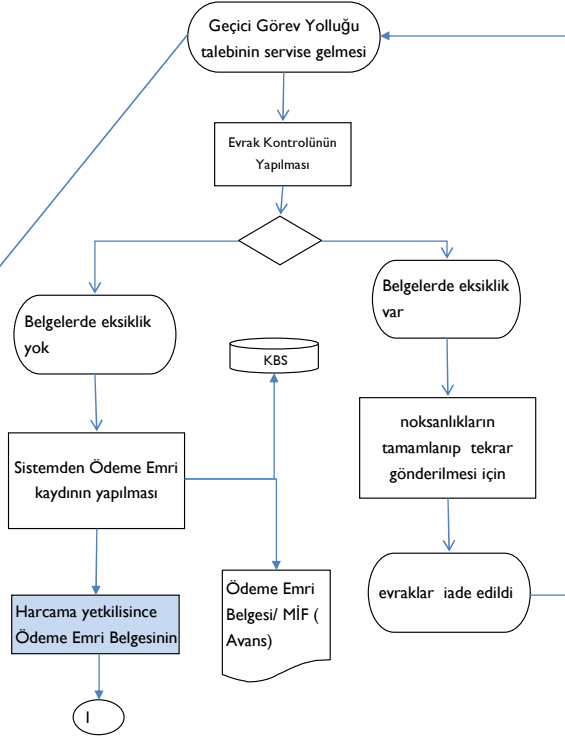 Geçici Görev Yolluğu
talebinin servise gelmesi
Evrak Kontrolünün
Yapılması
Belgelerde eksiklik
yok
Belgelerde eksiklik
var
KBS
Sistemden Ödeme Emri
kaydının yapılması
noksanlıkların
tamamlanıp tekrar
gönderilmesi için
Ödeme Emri
Belgesi/ MİF (
Avans)
evraklar iade edildi
Harcama yetkilisince
Ödeme Emri Belgesinin
I